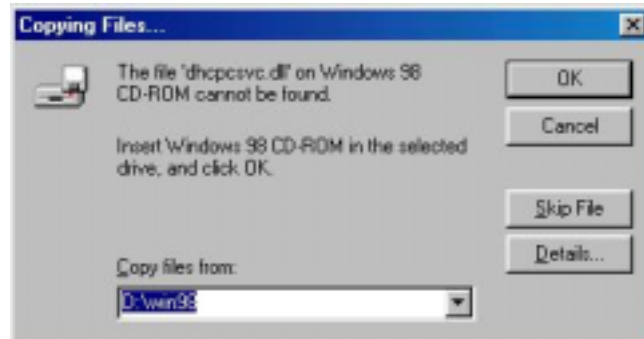 Copying Files...
The file 'dhcpcsvc.dll' on Windows 98
CD-ROM cannot be found.
Insert Windows 98 CD-ROM in the selected
drive, and click OK.
Copy files from:
D:\win98
OK
Cancel
Skip File
Details...